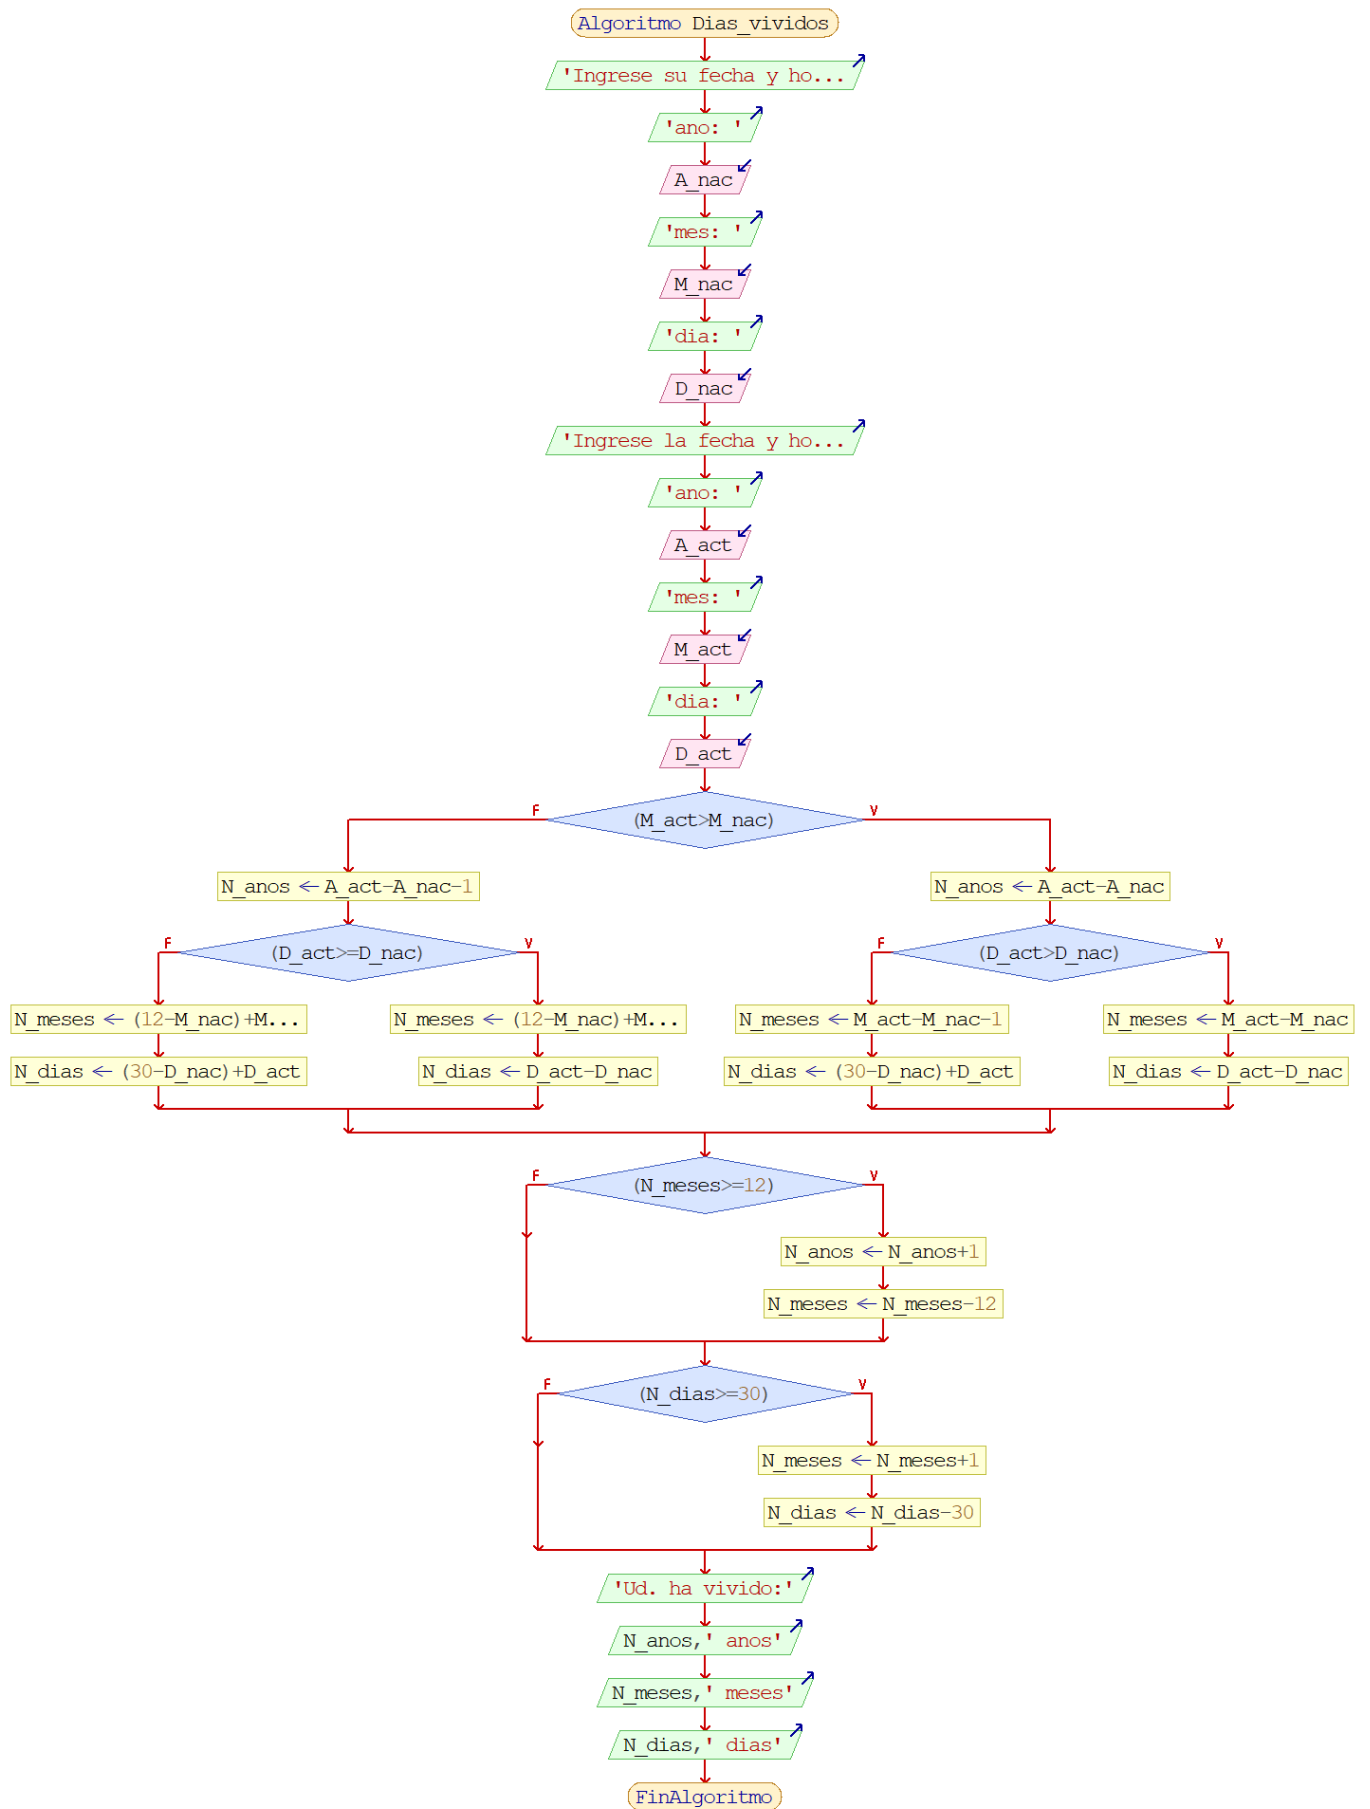 Algoritmo Dias_vividos
'Ingrese su fecha y ho...
'ano: '
A_nac
'mes: '
M_nac
'dia: '
D_nac
'Ingrese la fecha y ho...
'ano: '
A_act
'mes: '
M_act
'dia: '
D_act
F (M_act>M_nac) V
N_anos ← A_act-A_nac-1 N_anos ← A_act-A_nac
F (D_act>=D_nac) V F (D_act>D_nac) V
N_meses ← (12-M_nac)+M... N_meses ← (12-M_nac)+M... N_meses ← M_act-M_nac-1 N_meses ← M_act-M_nac
N_dias ← (30-D_nac)+D_act N_dias ← D_act-D_nac N_dias ← (30-D_nac)+D_act N_dias ← D_act-D_nac
F (N_meses>=12) V
N_anos ← N_anos+1
N_meses ← N_meses-12
F (N_dias>=30) V
N_meses ← N_meses+1
N_dias ← N_dias-30
'Ud. ha vivido:'
N_anos,' anos'
N_meses,' meses'
N_dias,' dias'
FinAlgoritmo